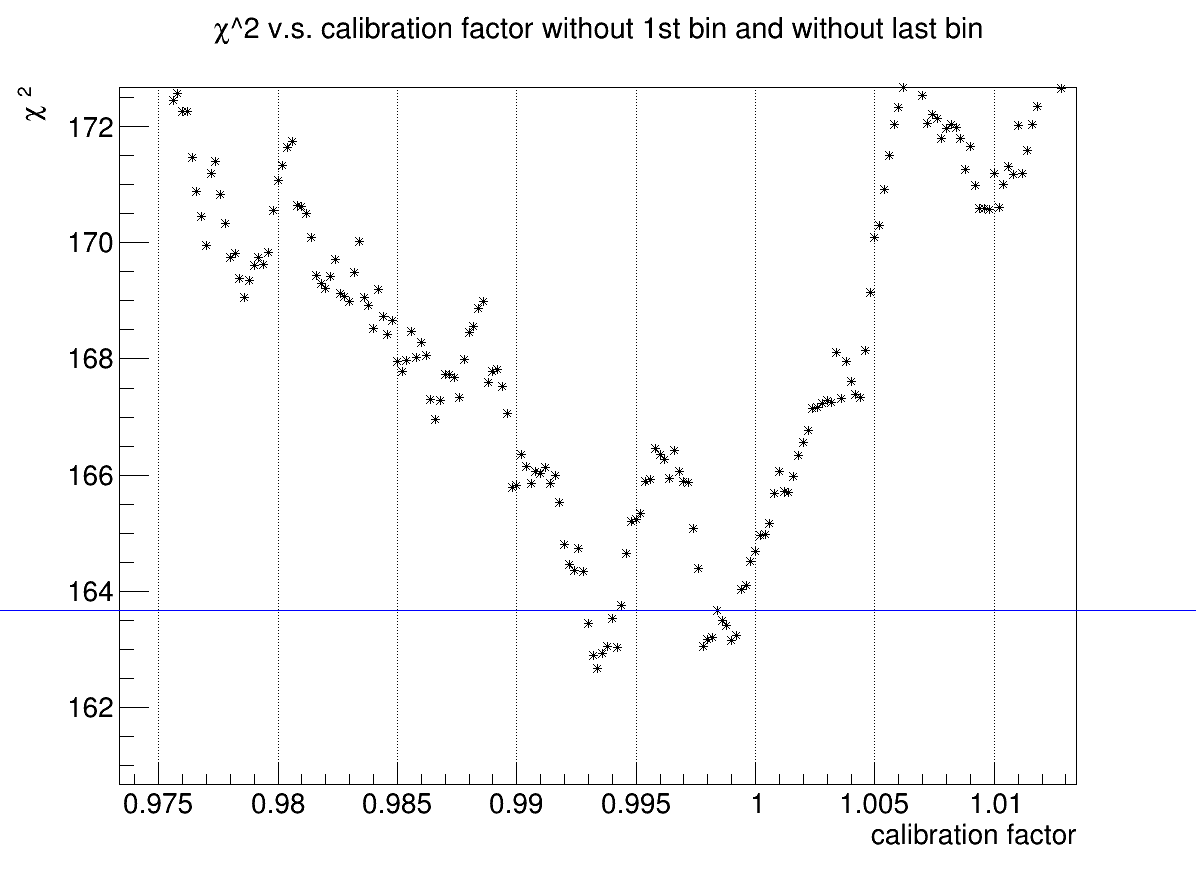 χ^2 v.s. calibration factor without 1st bin and without last bin
χ 2
172
170
168
166
164
162
0.975 0.98 0.985 0.99 0.995 1 1.005 1.01
calibration factor